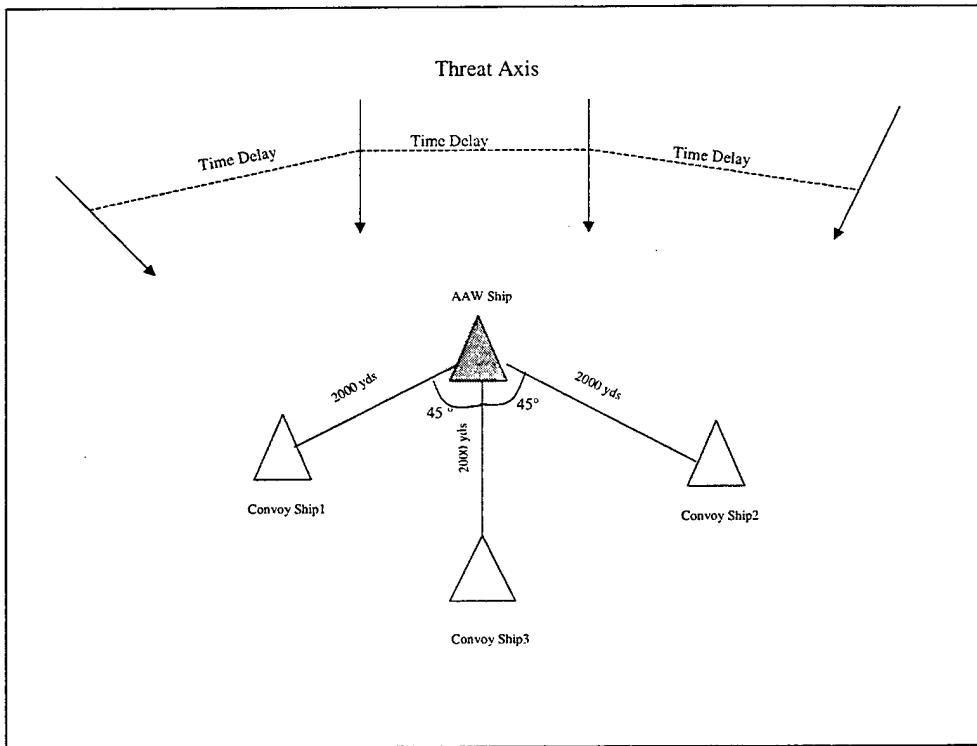 Threat Axis
Time Delay
Time Delay
Time Delay
AAW Ship
2000 yds
2000 yds
45 °
45°
2000 yds
Convoy Ship1
Convoy Ship2
Convoy Ship3